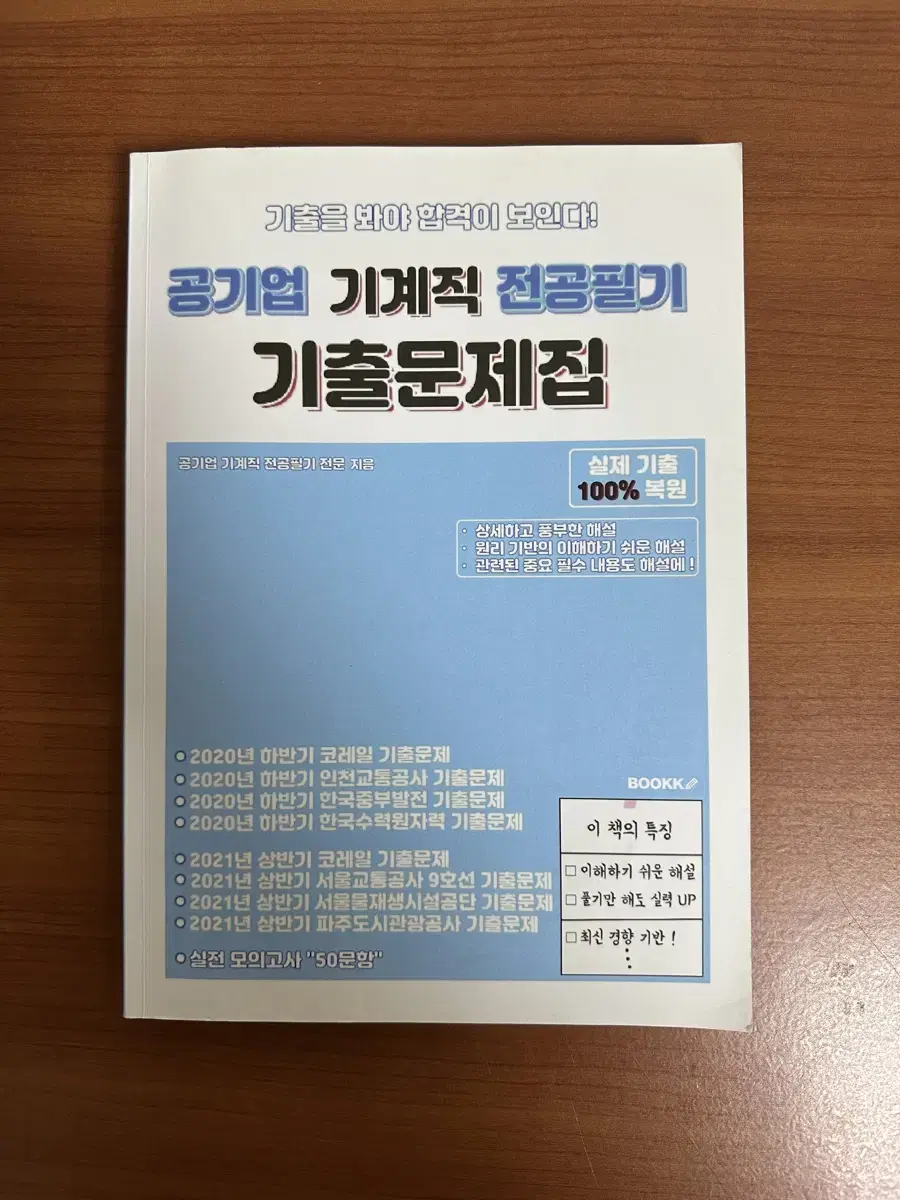 기출을 봐야 합격이 보인다!
공기업 기계직 전공필기
기출문제집
공기업 기계직 전공필기 전문 지음
실제 기출
100% 복원
· 상세하고 풍부한 해설
· 원리 기반의 이해하기 쉬운 해설
· 관련된 중요 필수 내용도 해설에!
2020년 하반기 코레일 기출문제
2020년 하반기 인천교통공사 기출문제
2020년 하반기 한국중부발전 기출문제
2020년 하반기 한국수력원자력 기출문제
2021년 상반기 코레일 기출문제
2021년 상반기 서울교통공사 9호선 기출문제
2021년 상반기 서울물재생시설공단 기출문제
2021년 상반기 파주도시관광공사 기출문제
실전 모의고사 "50문항"
BOOKK
이 책의 특징
□ 이해하기 쉬운 해설
□ 풀기만 해도 실력 UP
□ 최신 경향 기반!